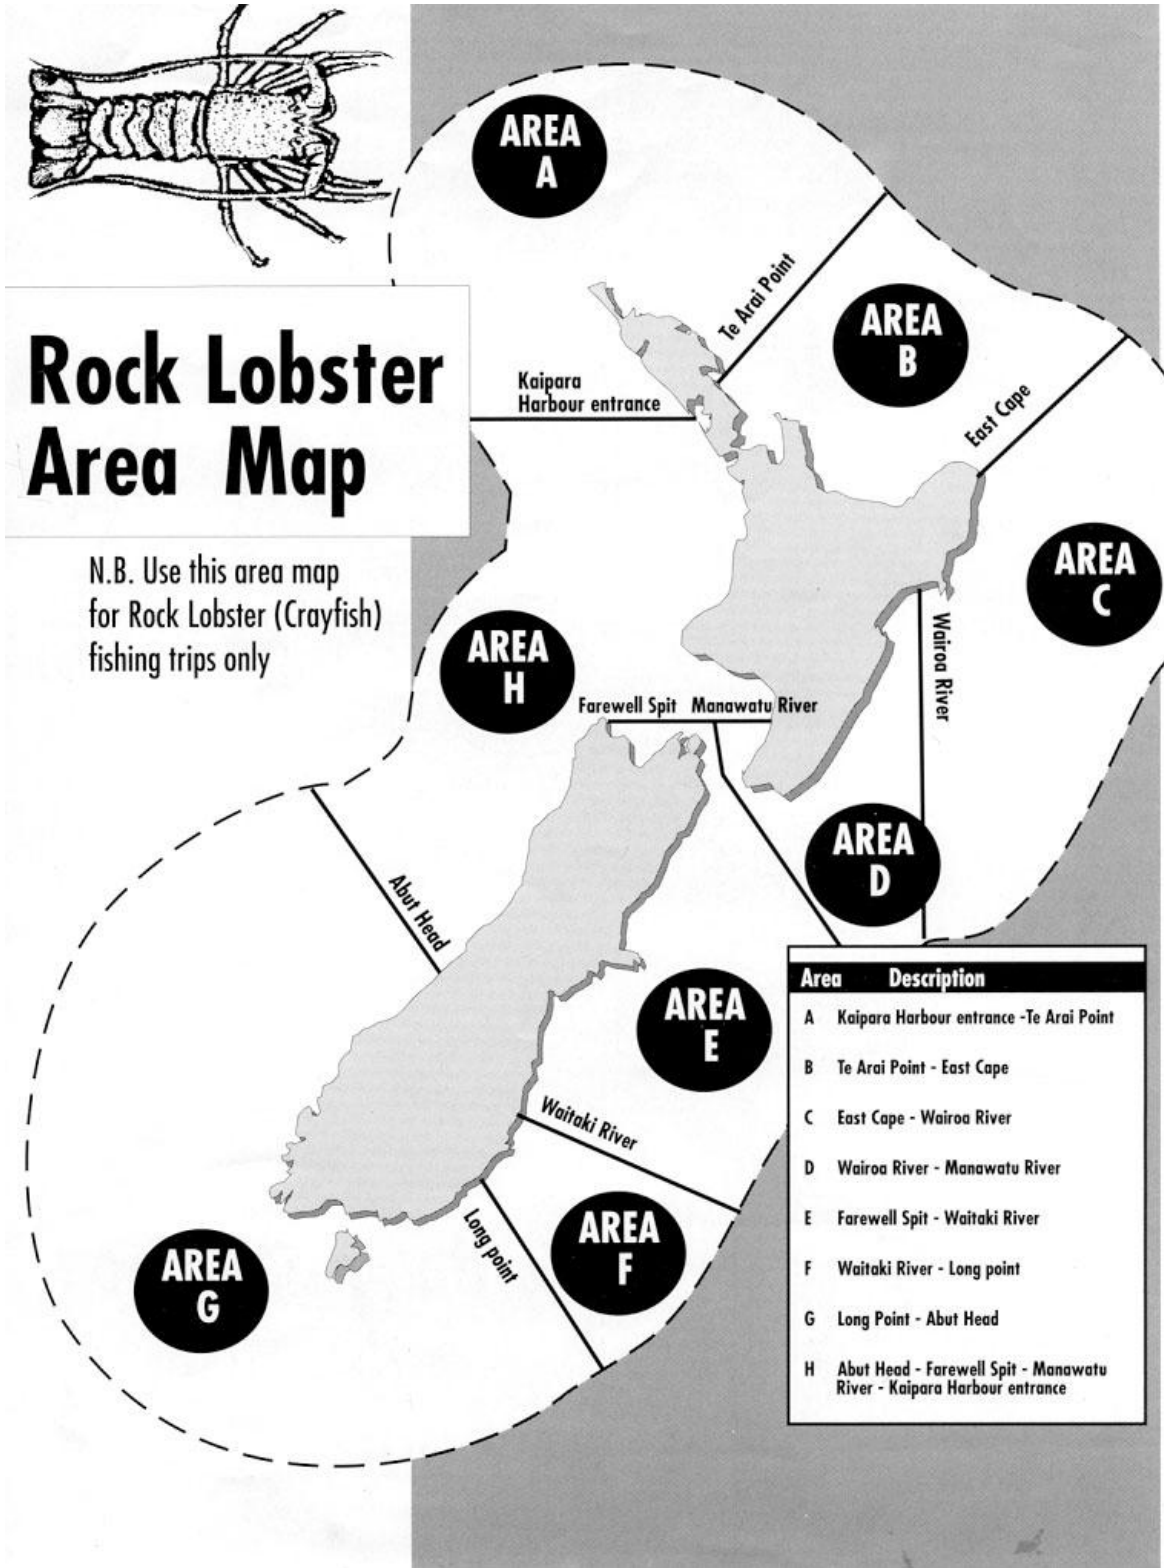 Rock Lobster
Area Map
N.B. Use this area map
for Rock Lobster (Crayfish)
fishing trips only
AREA
A
Te Arai Point
AREA
B
Kaipara
Harbour entrance
East Cape
AREA
C
Wairoa River
AREA
H
Farewell Spit Manawatu River
AREA
D
Abut Head
AREA
E
Waitaki River
AREA
F
Long point
AREA
G
Area Description
A Kaipara Harbour entrance -Te Arai Point
B Te Arai Point - East Cape
C East Cape - Wairoa River
D Wairoa River - Manawatu River
E Farewell Spit - Waitaki River
F Waitaki River - Long point
G Long Point - Abut Head
H Abut Head - Farewell Spit - Manawatu
River - Kaipara Harbour entrance